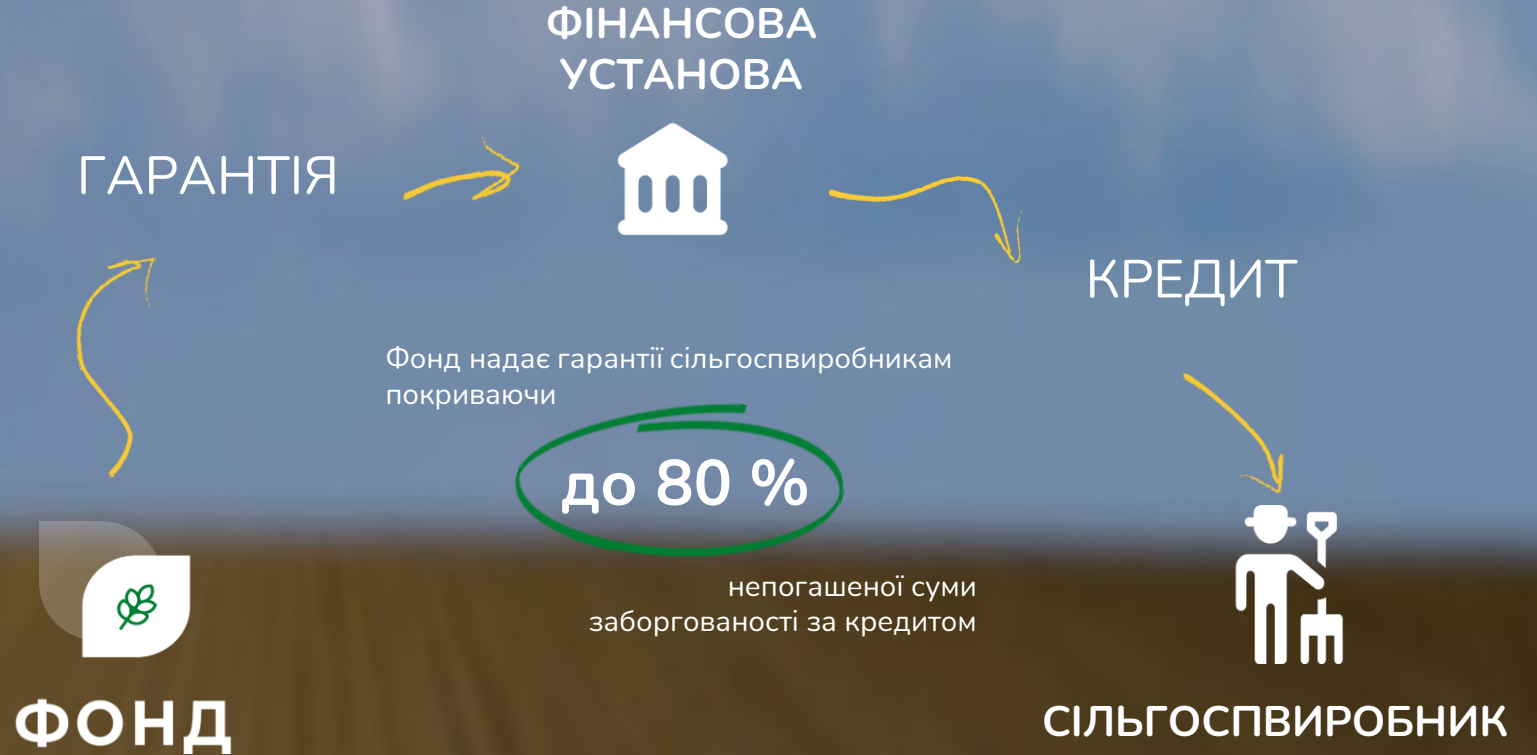 ФІНАНСОВА
УСТАНОВА
ГАРАНТІЯ
КРЕДИТ
Фонд надає гарантії сільгоспвиробникам
покриваючи
до 80 %
непогашеної суми
заборгованості за кредитом
ФОНД
СІЛЬГОСПВИРОБНИК